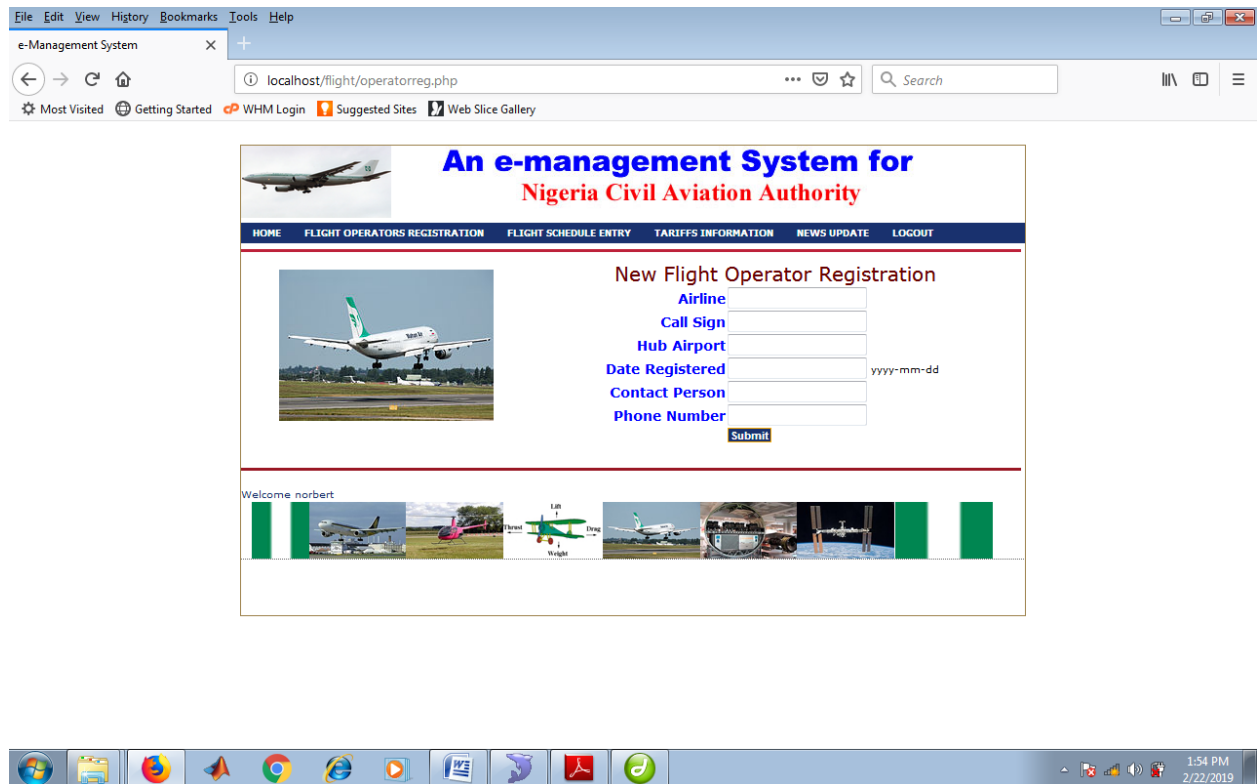 File Edit View History Bookmarks Tools Help
e-Management System
localhost/flight/operatorreg.php
Search
Most Visited Getting Started cP WHM Login Suggested Sites Web Slice Gallery
An e-management System for
Nigeria Civil Aviation Authority
HOME FLIGHT OPERATORS REGISTRATION FLIGHT SCHEDULE ENTRY TARIFFS INFORMATION NEWS UPDATE LOGOUT
New Flight Operator Registration
Airline
Call Sign
Hub Airport
Date Registered yyyy-mm-dd
Contact Person
Phone Number
Submit
Welcome norbert
Lift
Thrust Drag
Weight
1:54 PM
2/22/2019